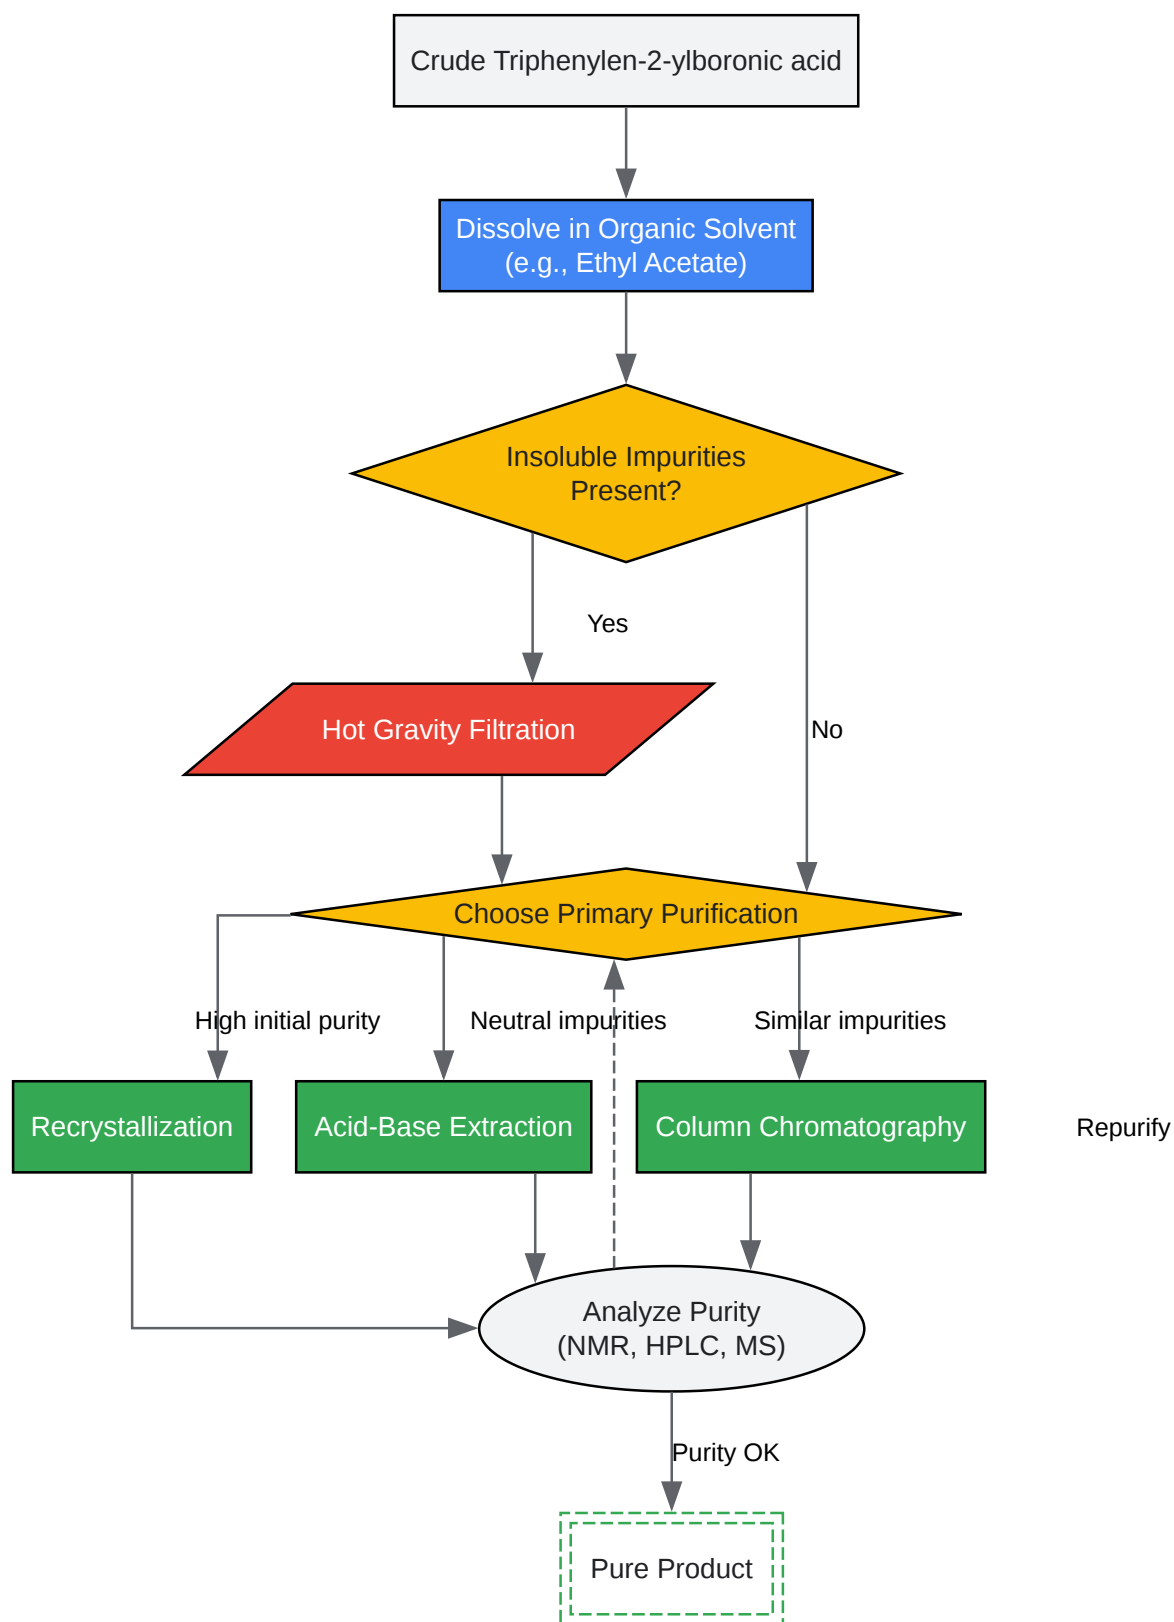 Crude Triphenylen-2-ylboronic acid
Dissolve in Organic Solvent
(e.g., Ethyl Acetate)
Insoluble Impurities
Present?
Yes
Hot Gravity Filtration
No
Choose Primary Purification
High initial purity
Neutral impurities
Similar impurities
Recrystallization
Acid-Base Extraction
Column Chromatography
Repurify
Analyze Purity
(NMR, HPLC, MS)
Purity OK
Pure Product